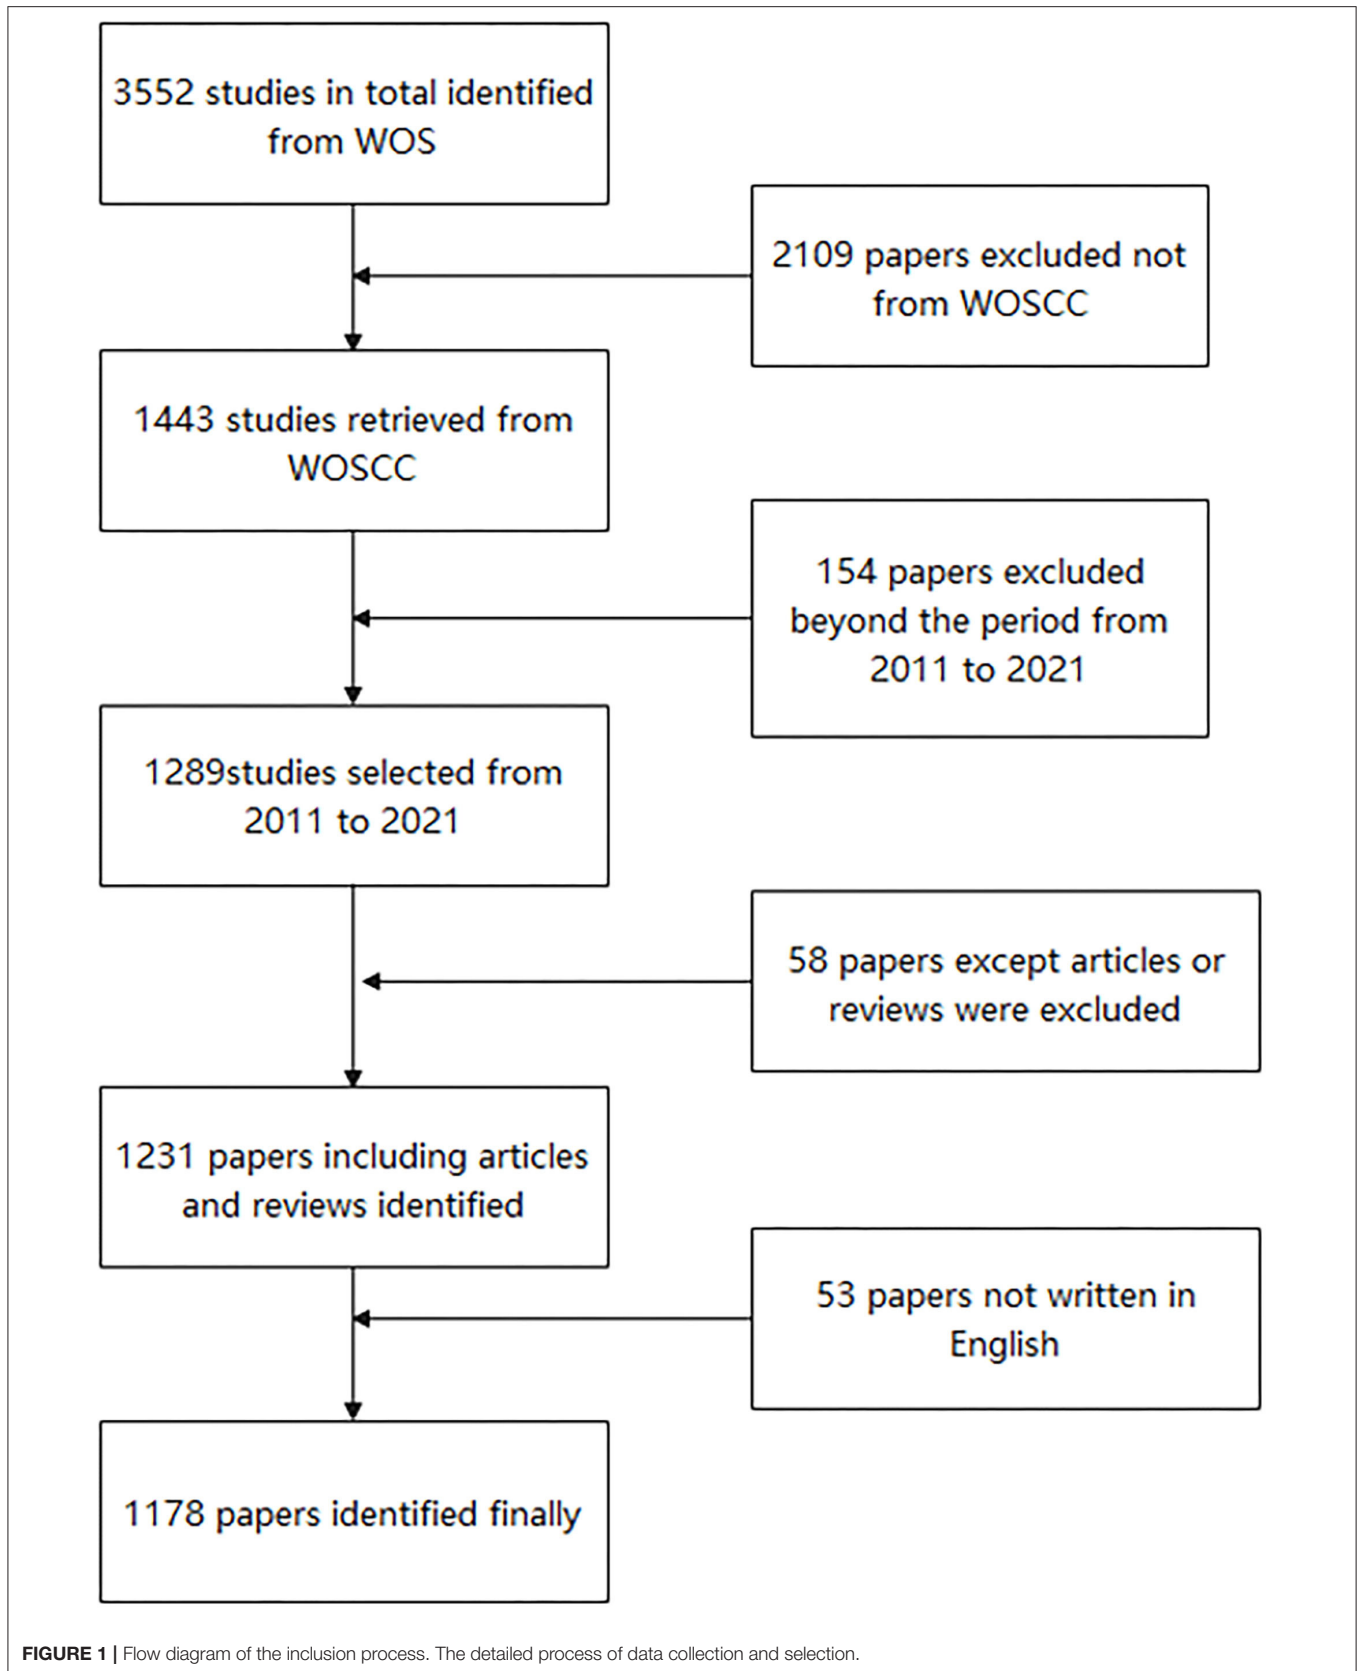 3552 studies in total identified
from WOS
2109 papers excluded not
from WOSCC
1443 studies retrieved from
WOSCC
154 papers excluded
beyond the period from
2011 to 2021
1289studies selected from
2011 to 2021
58 papers except articles or
reviews were excluded
1231 papers including articles
and reviews identified
53 papers not written in
English
1178 papers identified finally
FIGURE 1 | Flow diagram of the inclusion process. The detailed process of data collection and selection.